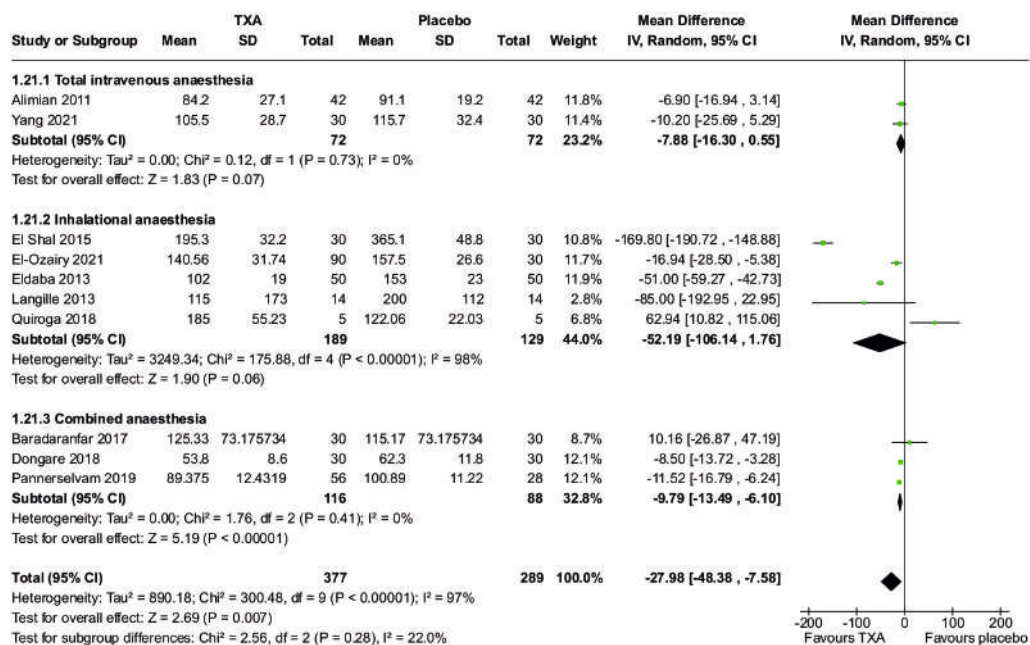 TXA Placebo Mean Difference Mean Difference
Study or Subgroup Mean SD Total Mean SD Total Weight IV, Random, 95% CI IV, Random, 95% CI
1.21.1 Total intravenous anaesthesia
Alimian 2011 84.2 27.1 42 91.1 19.2 42 11.8% -6.90 [-16.94 , 3.14]
Yang 2021 105.5 28.7 30 115.7 32.4 30 11.4% -10.20 [-25.69 , 5.29]
Subtotal (95% CI) 72 72 23.2% -7.88 [-16.30 , 0.55]
Heterogeneity: Tau² = 0.00; Chi² = 0.12, df = 1 (P = 0.73); I² = 0%
Test for overall effect: Z = 1.83 (P = 0.07)
1.21.2 Inhalational anaesthesia
El Shal 2015 195.3 32.2 30 365.1 48.8 30 10.8% -169.80 [-190.72 , -148.88]
El-Ozairy 2021 140.56 31.74 90 157.5 26.6 30 11.7% -16.94 [-28.50 , -5.38]
Eldaba 2013 102 19 50 153 23 50 11.9% -51.00 [-59.27 , -42.73]
Langille 2013 115 173 14 200 112 14 2.8% -85.00 [-192.95 , 22.95]
Quiroga 2018 185 55.23 5 122.06 22.03 5 6.8% 62.94 [10.82 , 115.06]
Subtotal (95% CI) 189 129 44.0% -52.19 [-106.14 , 1.76]
Heterogeneity: Tau² = 3249.34; Chi² = 175.88, df = 4 (P < 0.00001); I² = 98%
Test for overall effect: Z = 1.90 (P = 0.06)
1.21.3 Combined anaesthesia
Baradaranfar 2017 125.33 73.175734 30 115.17 73.175734 30 8.7% 10.16 [-26.87 , 47.19]
Dongare 2018 53.8 8.6 30 62.3 11.8 30 12.1% -8.50 [-13.72 , -3.28]
Pannerselvam 2019 89.375 12.4319 56 100.89 11.22 28 12.1% -11.52 [-16.79 , -6.24]
Subtotal (95% CI) 116 88 32.8% -9.79 [-13.49 , -6.10]
Heterogeneity: Tau² = 0.00; Chi² = 1.76, df = 2 (P = 0.41); I² = 0%
Test for overall effect: Z = 5.19 (P < 0.00001)
Total (95% CI) 377 289 100.0% -27.98 [-48.38 , -7.58]
Heterogeneity: Tau² = 890.18; Chi² = 300.48, df = 9 (P < 0.00001); I² = 97%
Test for overall effect: Z = 2.69 (P = 0.007)
Test for subgroup differences: Chi² = 2.56, df = 2 (P = 0.28), I² = 22.0%
-200 -100 0 100 200
Favours TXA Favours placebo